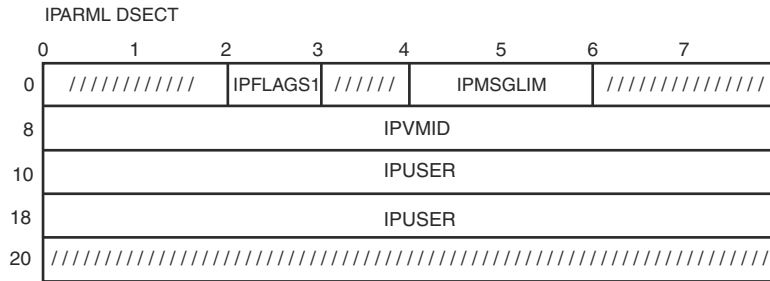 IPARML DSECT
0 1 2 3 4 5 6 7
0 //////////// IPFLAGS1 ////// IPMSGLIM ///////////////
8 IPVMID
10 IPUSER
18 IPUSER
20 ////////////////////////////////////////////////////////////////////